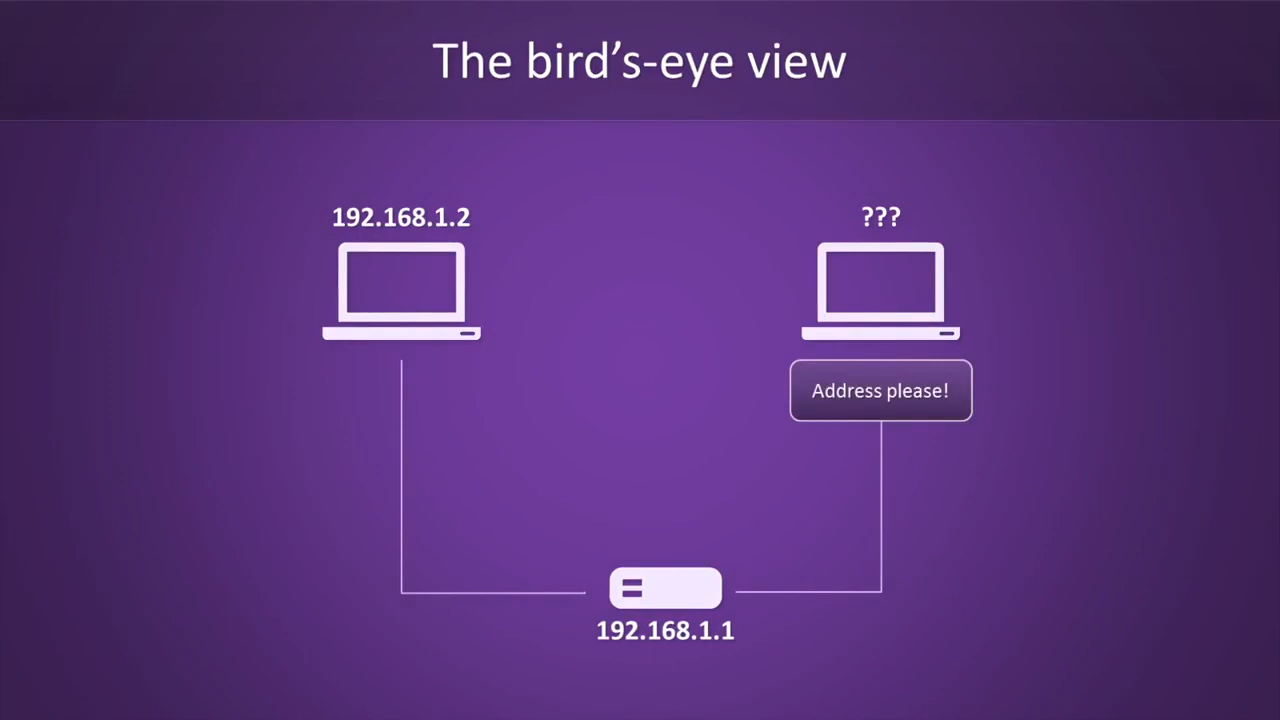 The bird’s-eye view
192.168.1.2
???
Address please!
192.168.1.1